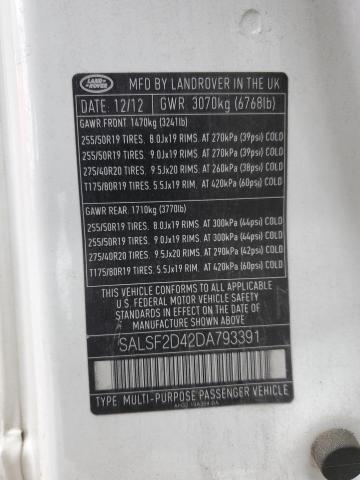 LAND ROVER
MFD BY LANDROVER IN THE UK
DATE: 12/12 GWR. 3070kg (6768lb)
GAWR FRONT 1470kg (3241lb)
255/50R19 TIRES. 8.0Jx19 RIMS. AT 270kPa (39psi) COLD
255/50R19 TIRES. 9.0Jx19 RIMS. AT 270kPa (39psi) COLD
275/40R20 TIRES. 9.5Jx20 RIMS. AT 260kPa (38psi) COLD
T175/80R19 TIRES. 5.5Jx19 RIM. AT 420kPa (60psi) COLD
GAWR REAR. 1710kg (3770lb)
255/50R19 TIRES. 8.0Jx19 RIMS. AT 300kPa (44psi) COLD
255/50R19 TIRES. 9.0Jx19 RIMS. AT 300kPa (44psi) COLD
275/40R20 TIRES. 9.5Jx20 RIMS. AT 290kPa (42psi) COLD
T175/80R19 TIRES. 5.5Jx19 RIM. AT 420kPa (60psi) COLD
THIS VEHICLE CONFORMS TO ALL APPLICABLE
U.S. FEDERAL MOTOR VEHICLE SAFETY
STANDARDS IN EFFECT ON THE DATE OF
MANUFACTURE SHOWN ABOVE.
SALSF2D42DA793391
TYPE: MULTI-PURPOSE PASSENGER VEHICLE